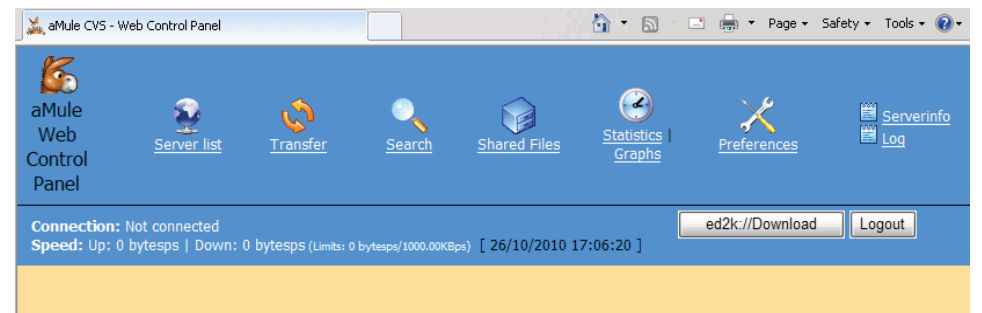 aMule CVS - Web Control Panel
Page Safety Tools
aMule
Web
Control
Panel
Server list
Transfer
Search
Shared Files
Statistics |
Graphs
Preferences
Serverinfo
Log
Connection: Not connected
Speed: Up: 0 bytesps | Down: 0 bytesps (Limits: 0 bytesps/1000.00KBps) [ 26/10/2010 17:06:20 ]
ed2k://Download
Logout